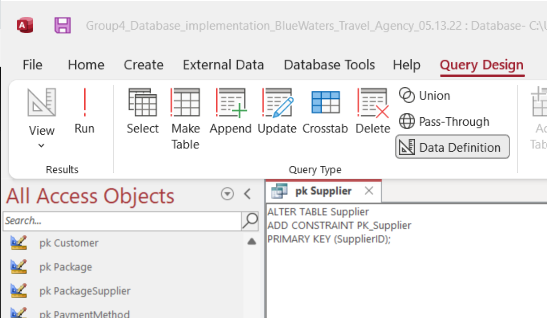 Group4_Database_implementation_BlueWaters_Travel_Agency_05.13.22 : Database- C:\U
File Home Create External Data Database Tools Help Query Design
View Run Select Make Table Append Update Crosstab Delete
Union
Pass-Through
Data Definition
Results Query Type
All Access Objects
Search...
pk Customer
pk Package
pk PackageSupplier
pk PaymentMethod
pk Supplier
ALTER TABLE Supplier
ADD CONSTRAINT PK_Supplier
PRIMARY KEY (SupplierID);